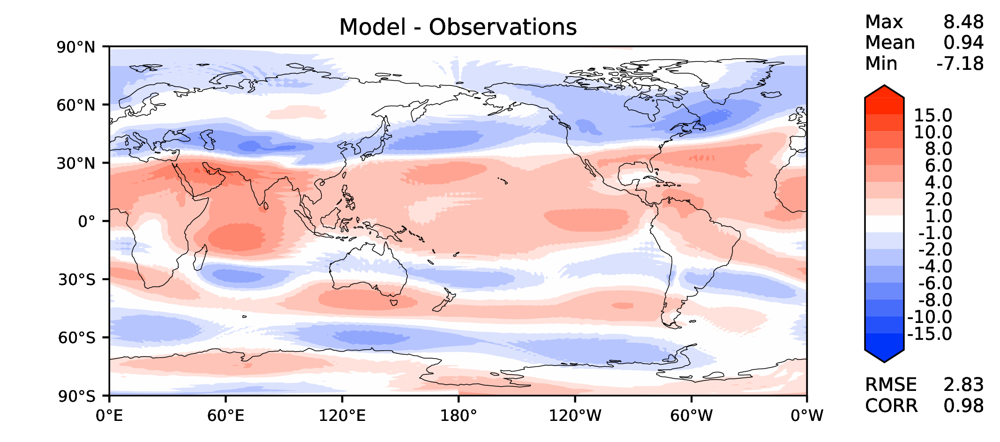 Model - Observations
Max 8.48
Mean 0.94
Min -7.18
90°N
60°N
30°N
0°
30°S
60°S
90°S
0°E 60°E 120°E 180° 120°W 60°W 0°W
15.0
10.0
8.0
6.0
4.0
2.0
1.0
-1.0
-2.0
-4.0
-6.0
-8.0
-10.0
-15.0
RMSE 2.83
CORR 0.98